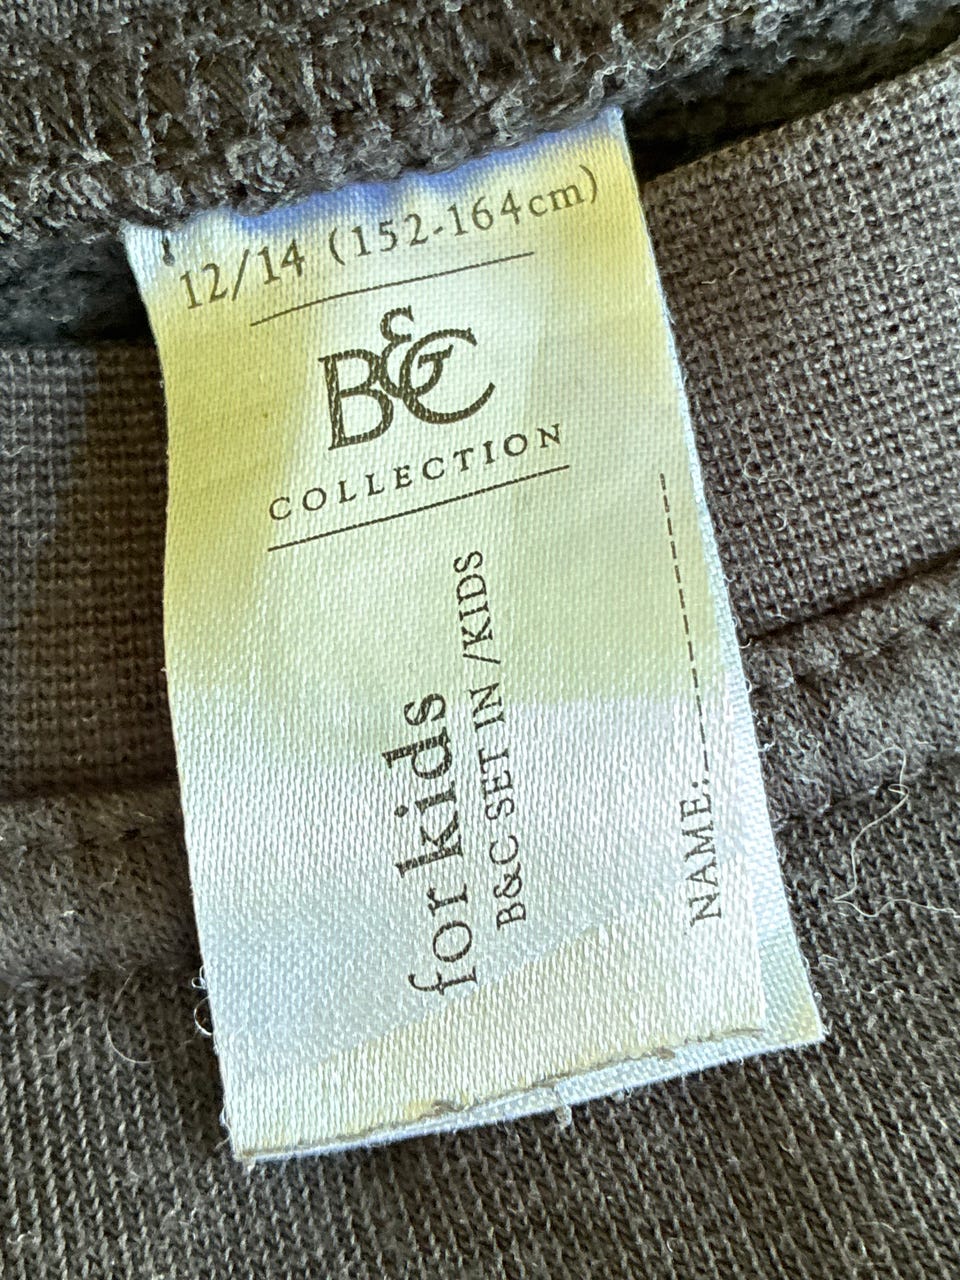 12/14 (152-164cm)
B&C
COLLECTION
for kids
B&C SET IN /KIDS
NAME: